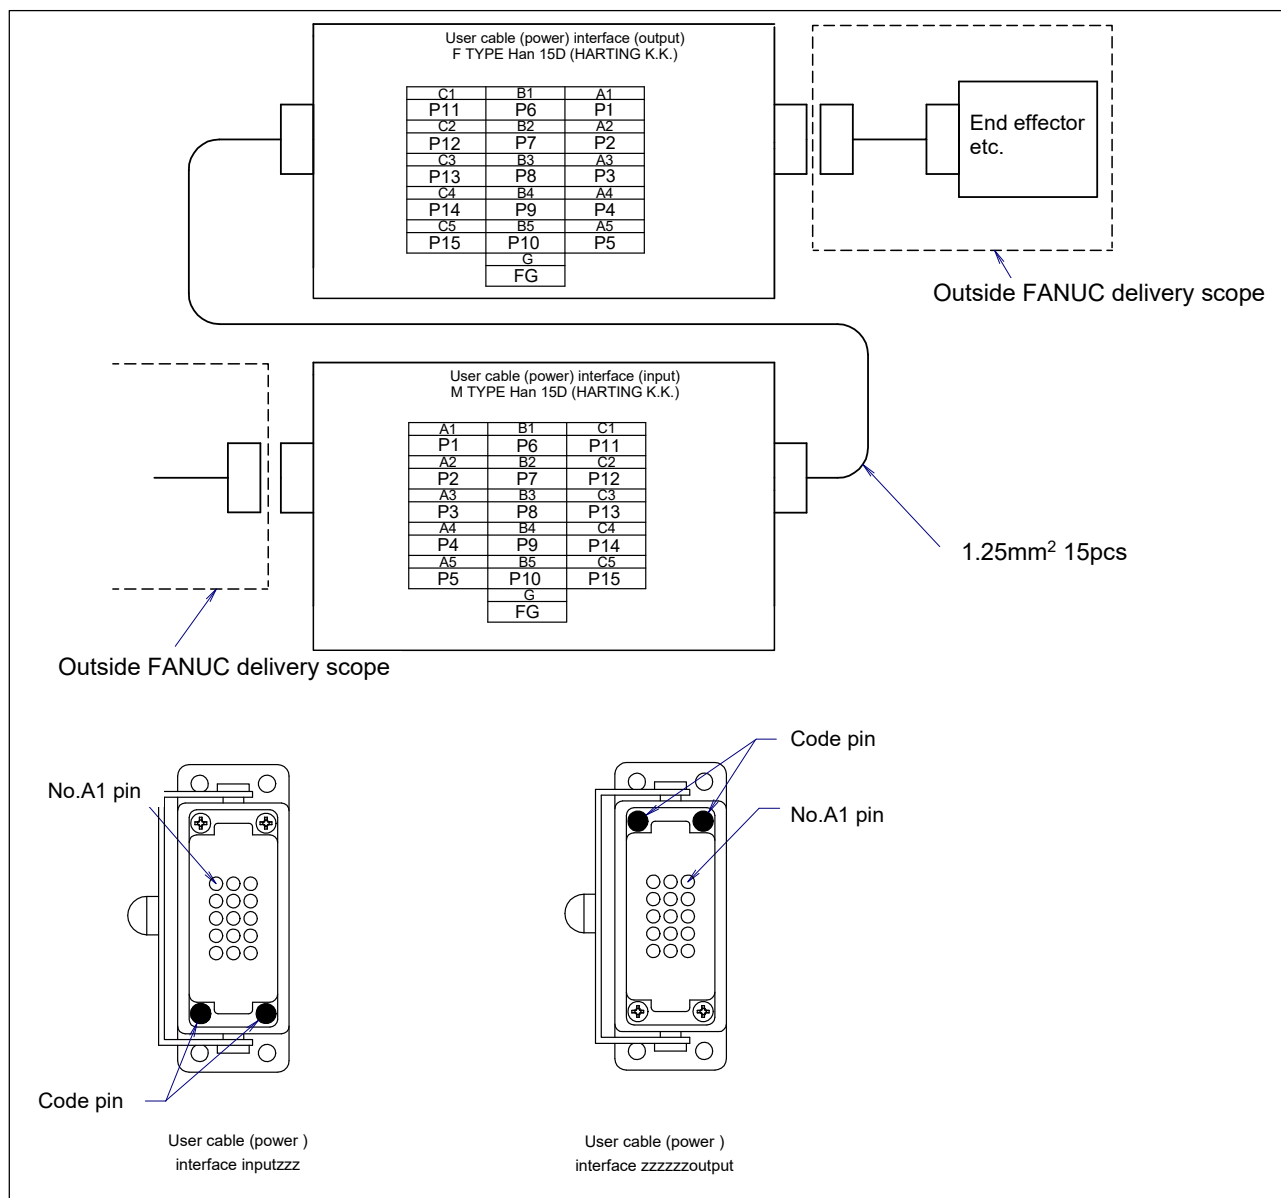 User cable (power) interface (output)
F TYPE Han 15D (HARTING K.K.)
C1 B1 A1
P11 P6 P1
C2 B2 A2
P12 P7 P2
C3 B3 A3
P13 P8 P3
C4 B4 A4
P14 P9 P4
C5 B5 A5
P15 P10 P5
G
FG
End effector
etc.
Outside FANUC delivery scope
User cable (power) interface (input)
M TYPE Han 15D (HARTING K.K.)
A1 B1 C1
P1 P6 P11
A2 B2 C2
P2 P7 P12
A3 B3 C3
P3 P8 P13
A4 B4 C4
P4 P9 P14
A5 B5 C5
P5 P10 P15
G
FG
1.25mm² 15pcs
Outside FANUC delivery scope
No.A1 pin
Code pin
User cable (power )
interface inputzzz
Code pin
No.A1 pin
User cable (power )
interface zzzzzzoutput